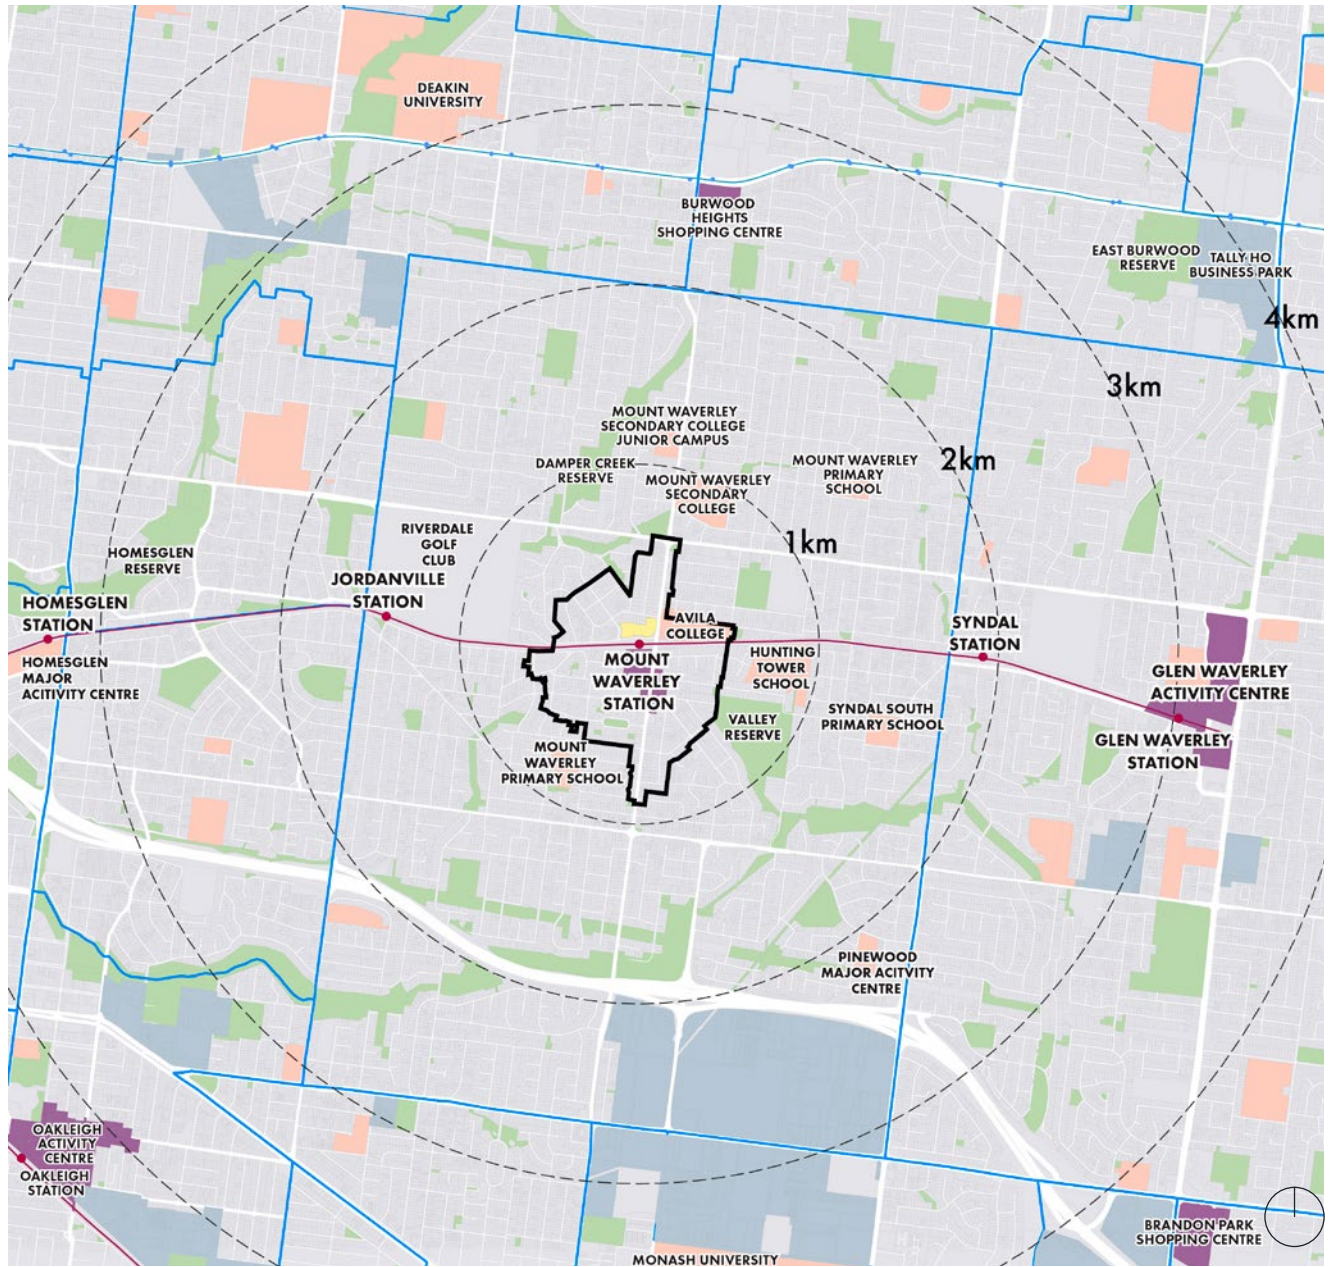 DEAKIN
UNIVERSITY
BURWOOD
HEIGHTS
SHOPPING CENTRE
EAST BURWOOD
RESERVE
TALLY HO
BUSINESS PARK
4km
3km
2km
1km
MOUNT WAVERLEY
SECONDARY COLLEGE
JUNIOR CAMPUS
DAMPER CREEK
RESERVE
MOUNT WAVERLEY
SECONDARY
COLLEGE
MOUNT WAVERLEY
PRIMARY
SCHOOL
RIVERDALE
GOLF
CLUB
HOMESGLEN
RESERVE
JORDANVILLE
STATION
HOMESGLEN
STATION
HOMESGLEN
MAJOR
ACITIVITY CENTRE
AVILA
COLLEGE
MOUNT
WAVERLEY
STATION
HUNTING
TOWER
SCHOOL
SYNDAL
STATION
GLEN WAVERLEY
ACTIVITY CENTRE
GLEN WAVERLEY
STATION
VALLEY
RESERVE
SYNDAL SOUTH
PRIMARY SCHOOL
MOUNT
WAVERLEY
PRIMARY SCHOOL
PINEWOOD
MAJOR ACITVITY
CENTRE
OAKLEIGH
ACTIVITY
CENTRE
OAKLEIGH
STATION
MONASH UNIVERSITY
BRANDON PARK
SHOPPING CENTRE